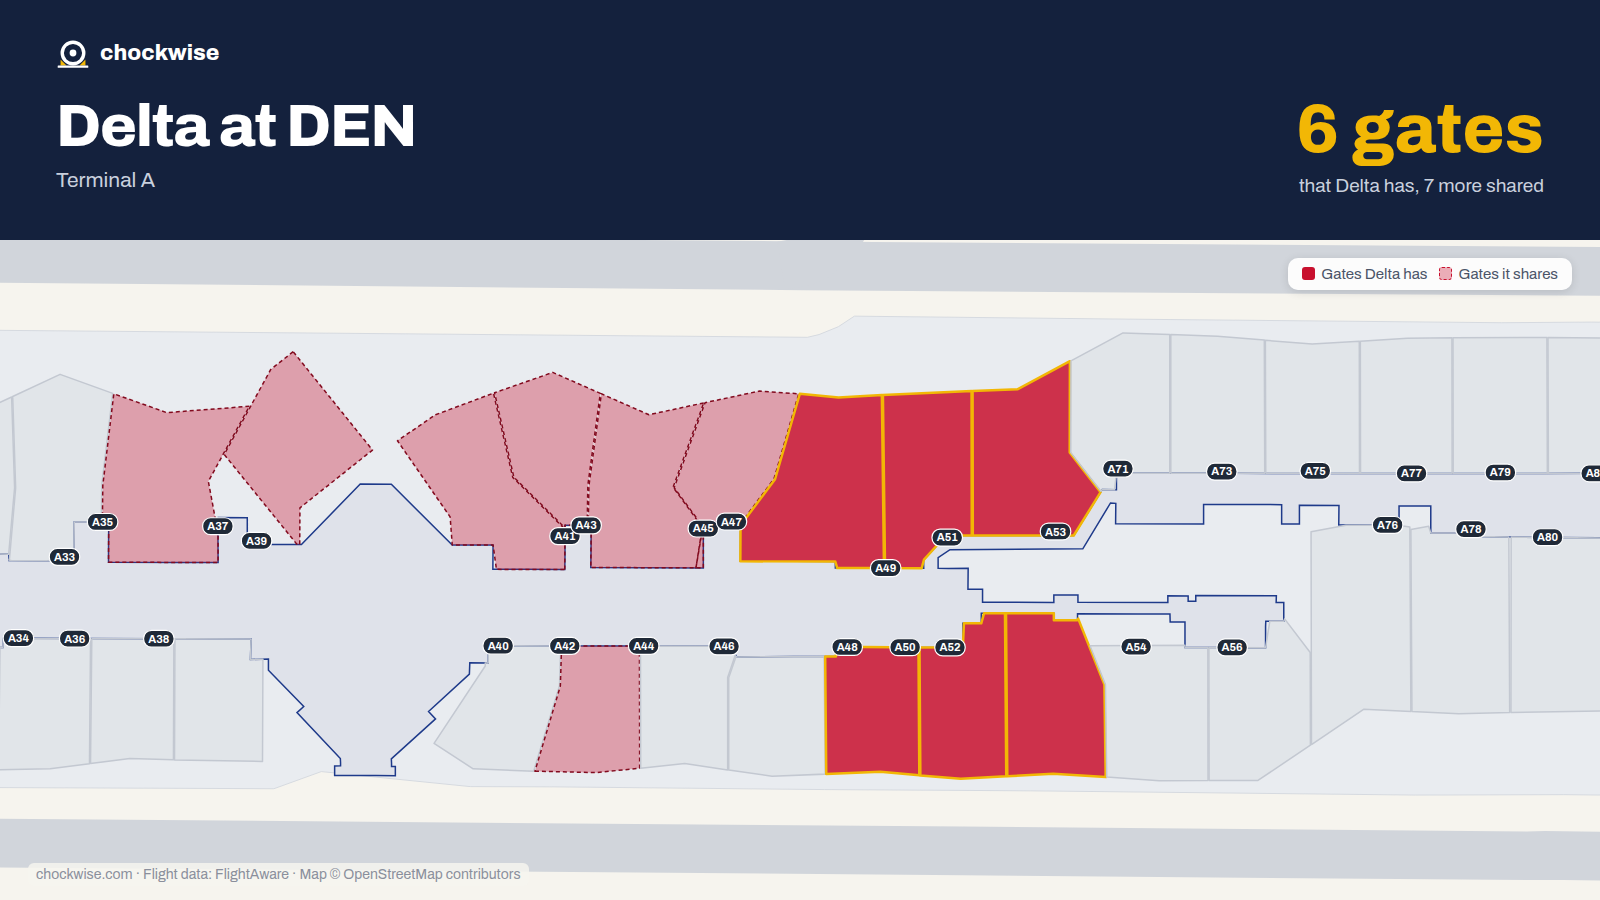 chockwise
Delta at DEN
Terminal A
6 gates
that Delta has, 7 more shared
Gates Delta has
Gates it shares
A71
A73
A75
A77
A79
A35
A37
A39
A41
A43
A45
A47
A33
A51
A53
A49
A76
A78
A80
A34
A36
A38
A40
A42
A44
A46
A48
A50
A52
A54
A56
chockwise.com · Flight data: FlightAware · Map © OpenStreetMap contributors